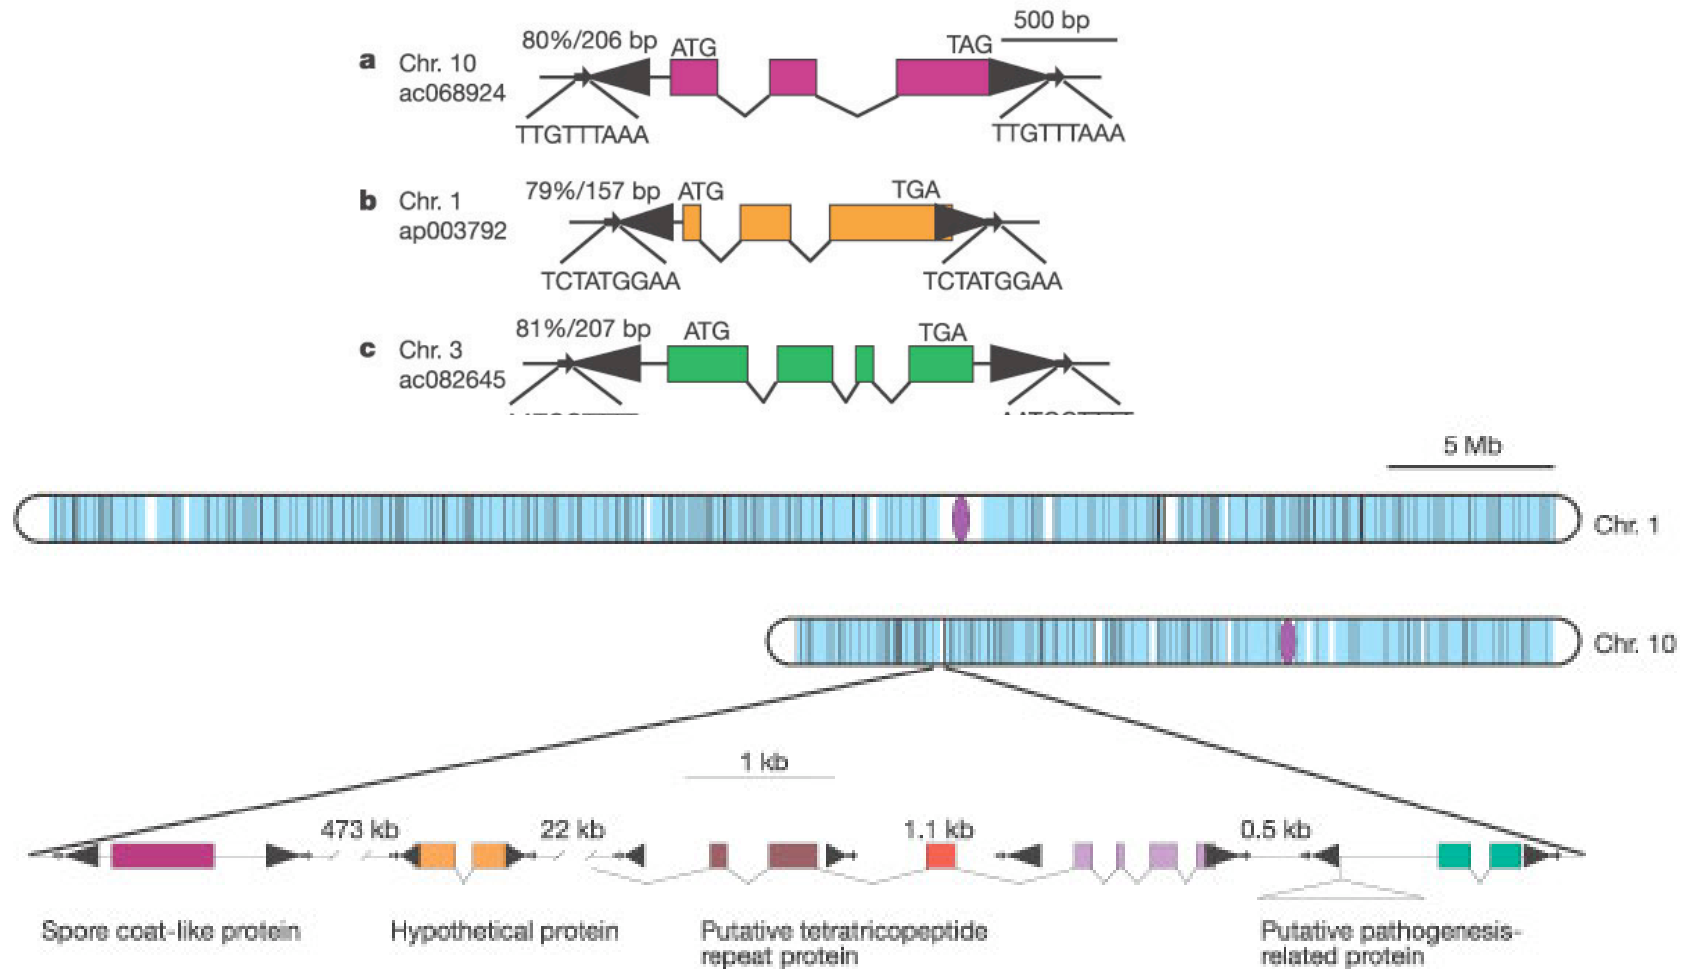 500 bp
a Chr. 10
ac068924
80%/206 bp
ATG
TAG
TTGTTTAAA
TTGTTTAAA
b Chr. 1
ap003792
79%/157 bp
ATG
TGA
TCTATGGAA
TCTATGGAA
c Chr. 3
ac082645
81%/207 bp
ATG
TGA
5 Mb
Chr. 1
Chr. 10
1 kb
473 kb
22 kb
1.1 kb
0.5 kb
Spore coat-like protein
Hypothetical protein
Putative tetratricopeptide
repeat protein
Putative pathogenesis-
related protein